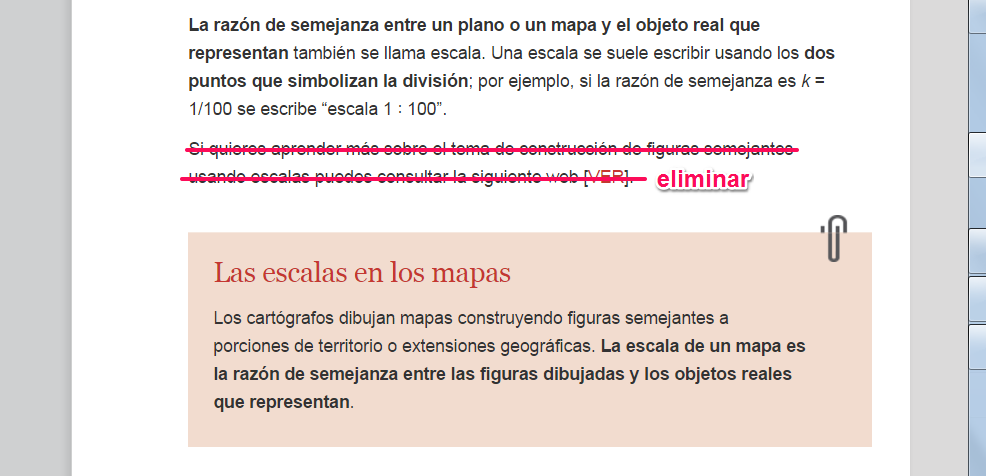 La razón de semejanza entre un plano o un mapa y el objeto real que
representan también se llama escala. Una escala se suele escribir usando los dos
puntos que simbolizan la división; por ejemplo, si la razón de semejanza es k =
1/100 se escribe “escala 1 : 100”.
Si quieres aprender más sobre el tema de construcción de figuras semejantes
usando escalas puedes consultar la siguiente web [VER]. eliminar
Las escalas en los mapas
Los cartógrafos dibujan mapas construyendo figuras semejantes a
porciones de territorio o extensiones geográficas. La escala de un mapa es
la razón de semejanza entre las figuras dibujadas y los objetos reales
que representan.